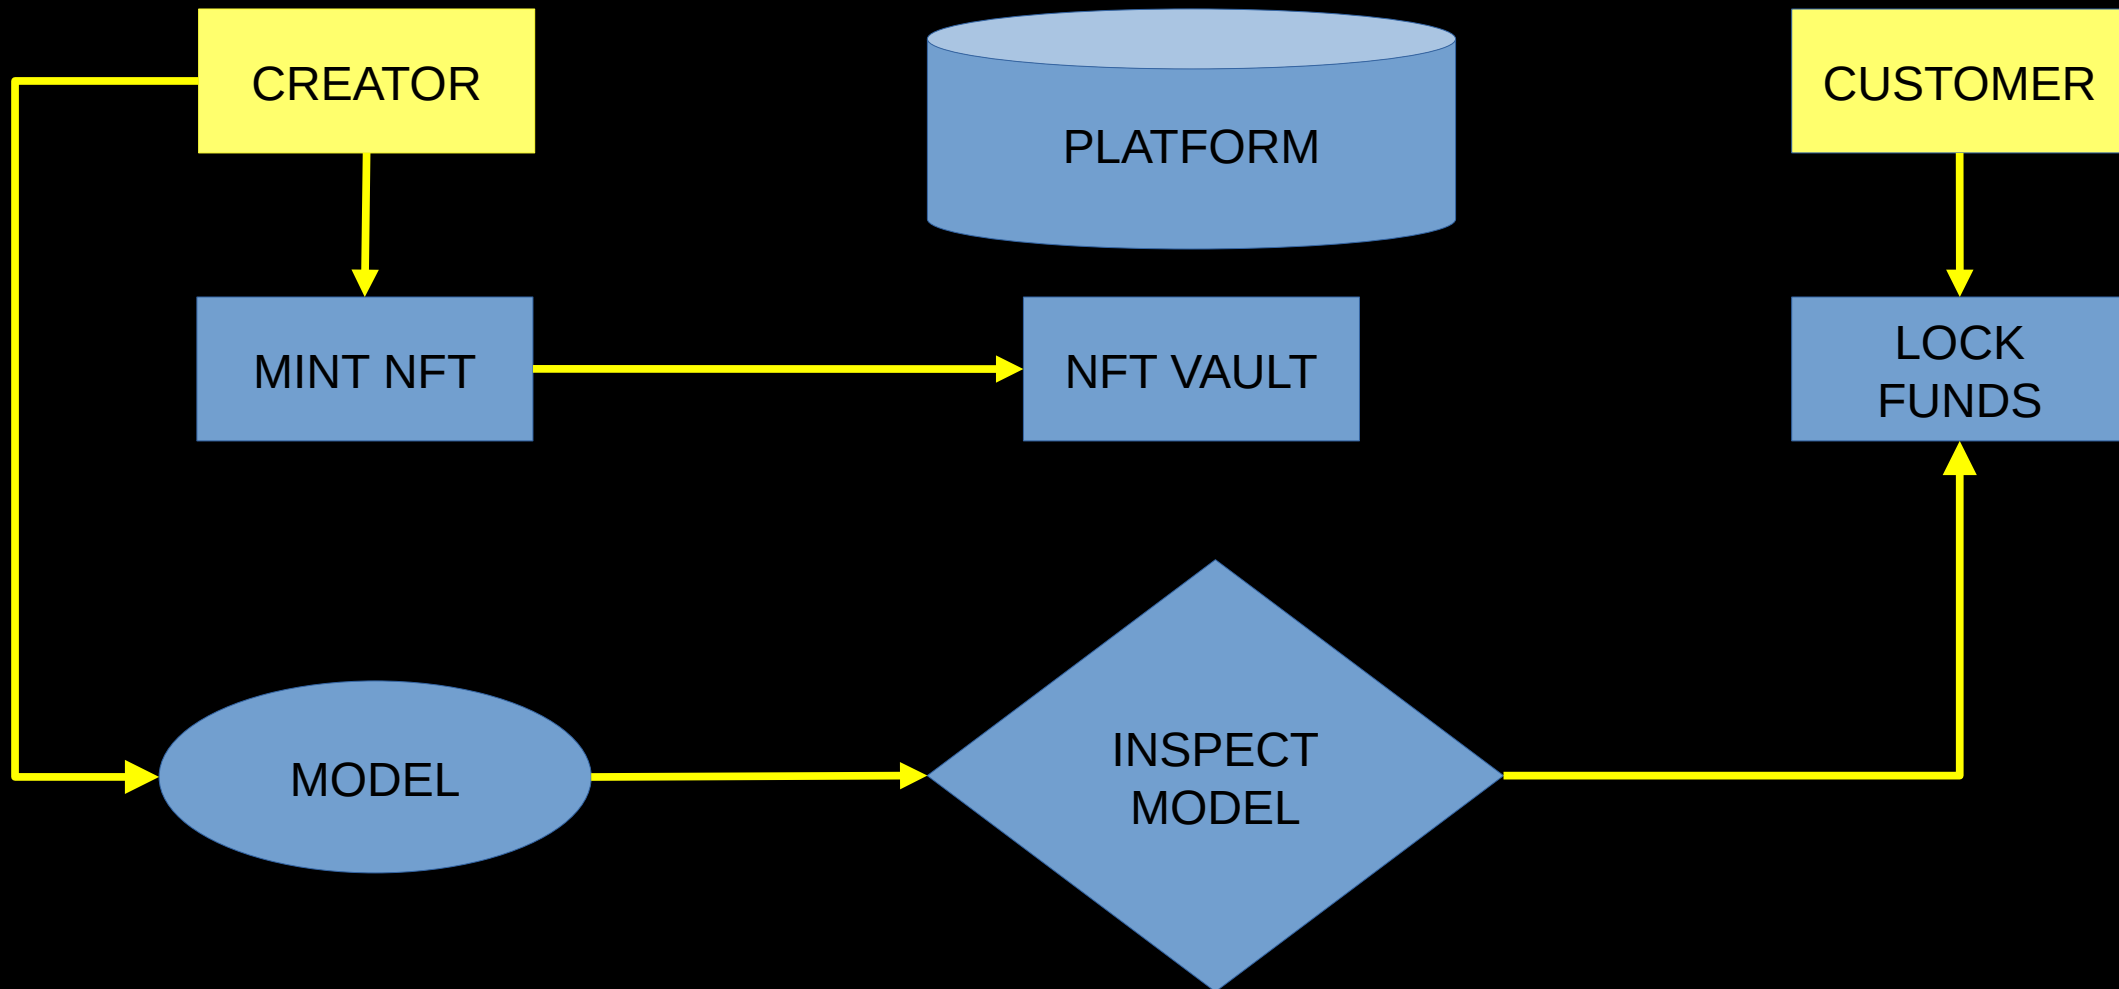 CREATOR
PLATFORM
CUSTOMER
MINT NFT
NFT VAULT
LOCK
FUNDS
MODEL
INSPECT
MODEL